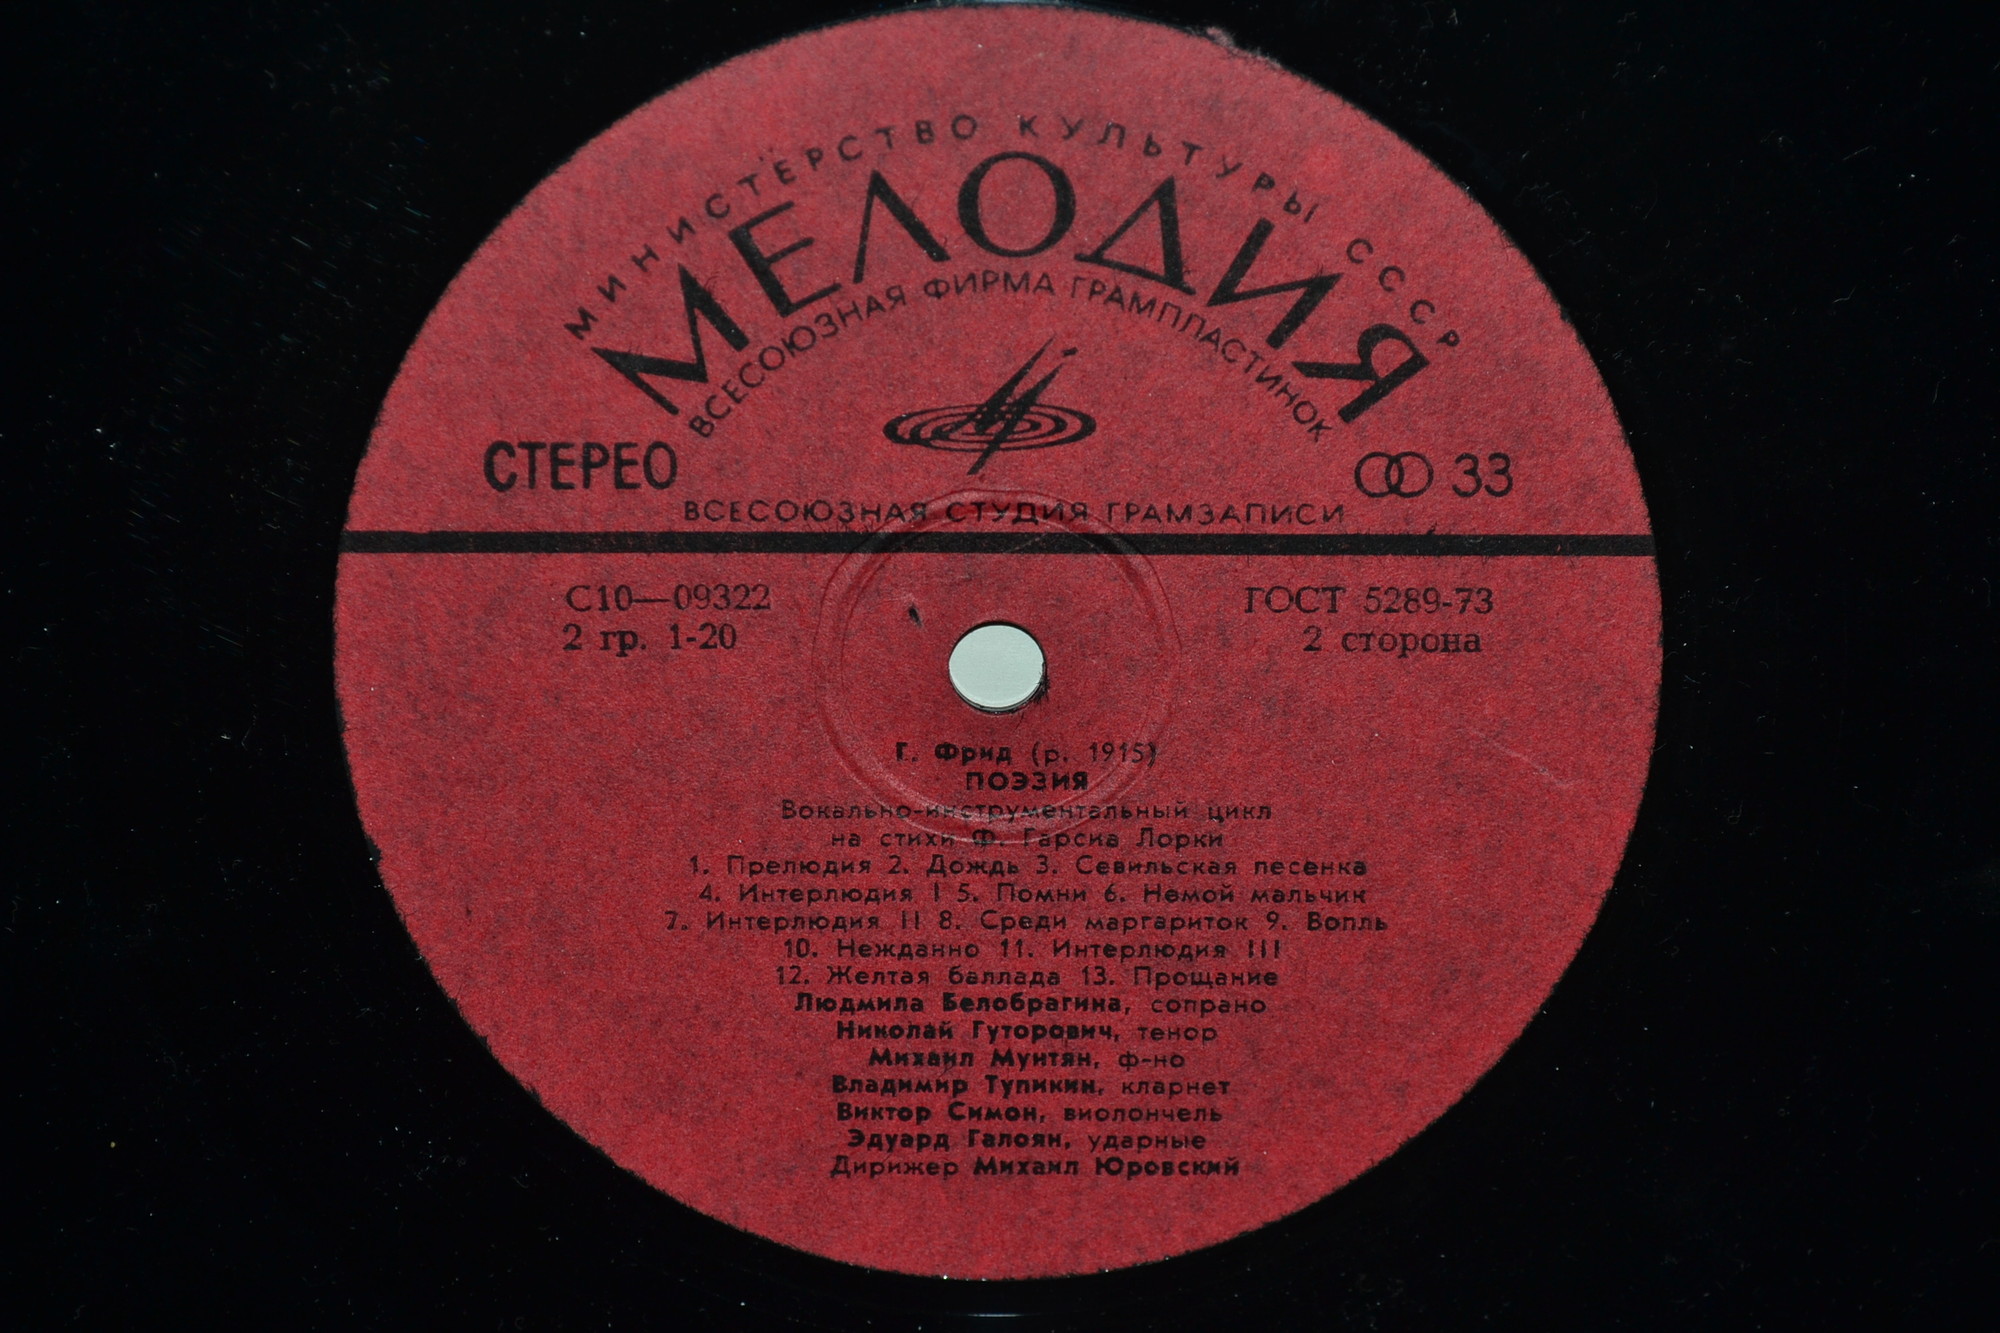 МИНИСТЕРСТВО КУЛЬТУРЫ СССР
МЕЛОДИЯ
ВСЕСОЮЗНАЯ ФИРМА ГРАМПЛАСТИНОК
СТЕРЕО
33
ВСЕСОЮЗНАЯ СТУДИЯ ГРАМЗАПИСИ
С10—09322
ГОСТ 5289-73
2 гр. 1-20
2 сторона
Г. Фрид (р. 1915)
ПОЭЗИЯ
Вокально-инструментальный цикл
на стихи Ф. Гарсиа Лорки
1. Прелюдия 2. Дождь 3. Севильская песенка
4. Интерлюдия I 5. Помни 6. Немой мальчик
7. Интерлюдия II 8. Среди маргариток 9. Вопль
10. Нежданно 11. Интерлюдия III
12. Желтая баллада 13. Прощание
Людмила Белобрагина, сопрано
Николай Гуторович, тенор
Михаил Мунтян, ф-но
Владимир Тупикин, кларнет
Виктор Симон, виолончель
Эдуард Галоян, ударные
Дирижер Михаил Юровский